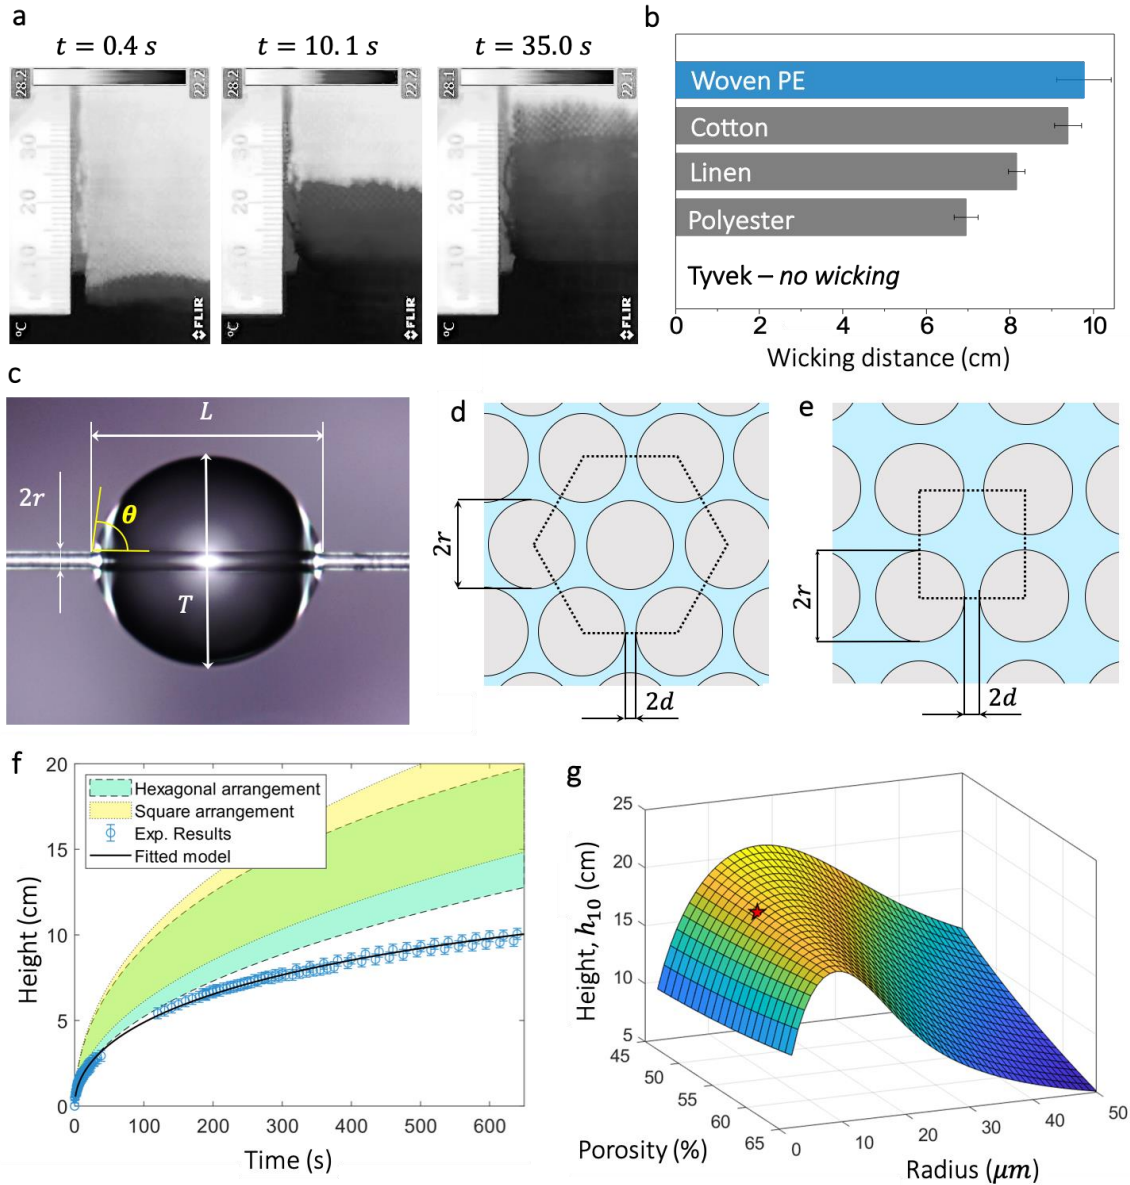 a
t = 0.4 s
t = 10.1 s
t = 35.0 s
28.2
22.2
28.2
22.2
28.1
22.1
30
20
10
30
20
10
30
20
10
°C
FLIR
°C
FLIR
°C
FLIR
b
Woven PE
Cotton
Linen
Polyester
Tyvek – no wicking
0 2 4 6 8 10
Wicking distance (cm)
c
L
2r
θ
T
d
2r
2d
e
2r
2d
f
20
15
10
5
0
Height (cm)
Hexagonal arrangement
Square arrangement
Exp. Results
Fitted model
0 100 200 300 400 500 600
Time (s)
g
25
20
15
10
5
Height, h₁₀ (cm)
45
50
55
60
65
Porosity (%)
0
10
20
30
40
50
Radius (μm)